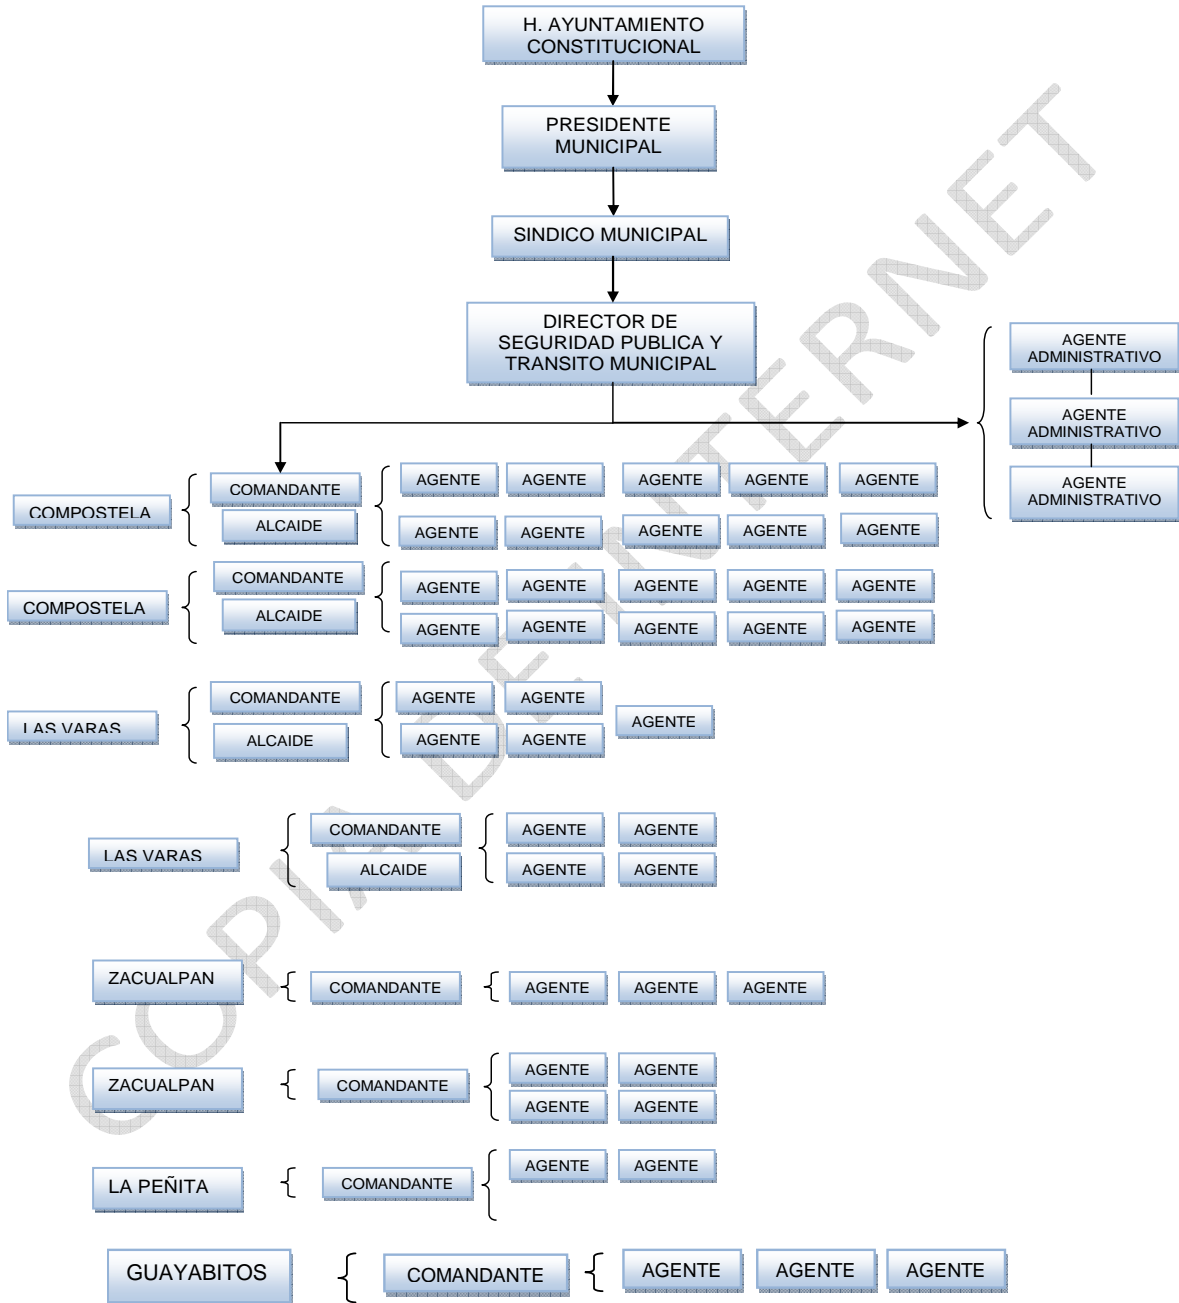 H. AYUNTAMIENTO
CONSTITUCIONAL
PRESIDENTE
MUNICIPAL
SINDICO MUNICIPAL
DIRECTOR DE
SEGURIDAD PUBLICA Y
TRANSITO MUNICIPAL
AGENTE
ADMINISTRATIVO
AGENTE
ADMINISTRATIVO
AGENTE
ADMINISTRATIVO
COMPOSTELA
COMANDANTE
ALCAIDE
AGENTE AGENTE AGENTE AGENTE AGENTE
AGENTE AGENTE AGENTE AGENTE AGENTE
COMPOSTELA
COMANDANTE
ALCAIDE
AGENTE AGENTE AGENTE AGENTE AGENTE
AGENTE AGENTE AGENTE AGENTE AGENTE
LAS VARAS
COMANDANTE
ALCAIDE
AGENTE AGENTE
AGENTE AGENTE
AGENTE
LAS VARAS
COMANDANTE
ALCAIDE
AGENTE AGENTE
AGENTE AGENTE
ZACUALPAN
COMANDANTE
AGENTE AGENTE AGENTE
ZACUALPAN
COMANDANTE
AGENTE AGENTE
AGENTE AGENTE
LA PEÑITA
COMANDANTE
AGENTE AGENTE
GUAYABITOS
COMANDANTE
AGENTE AGENTE AGENTE
COPIA DE INTERNET